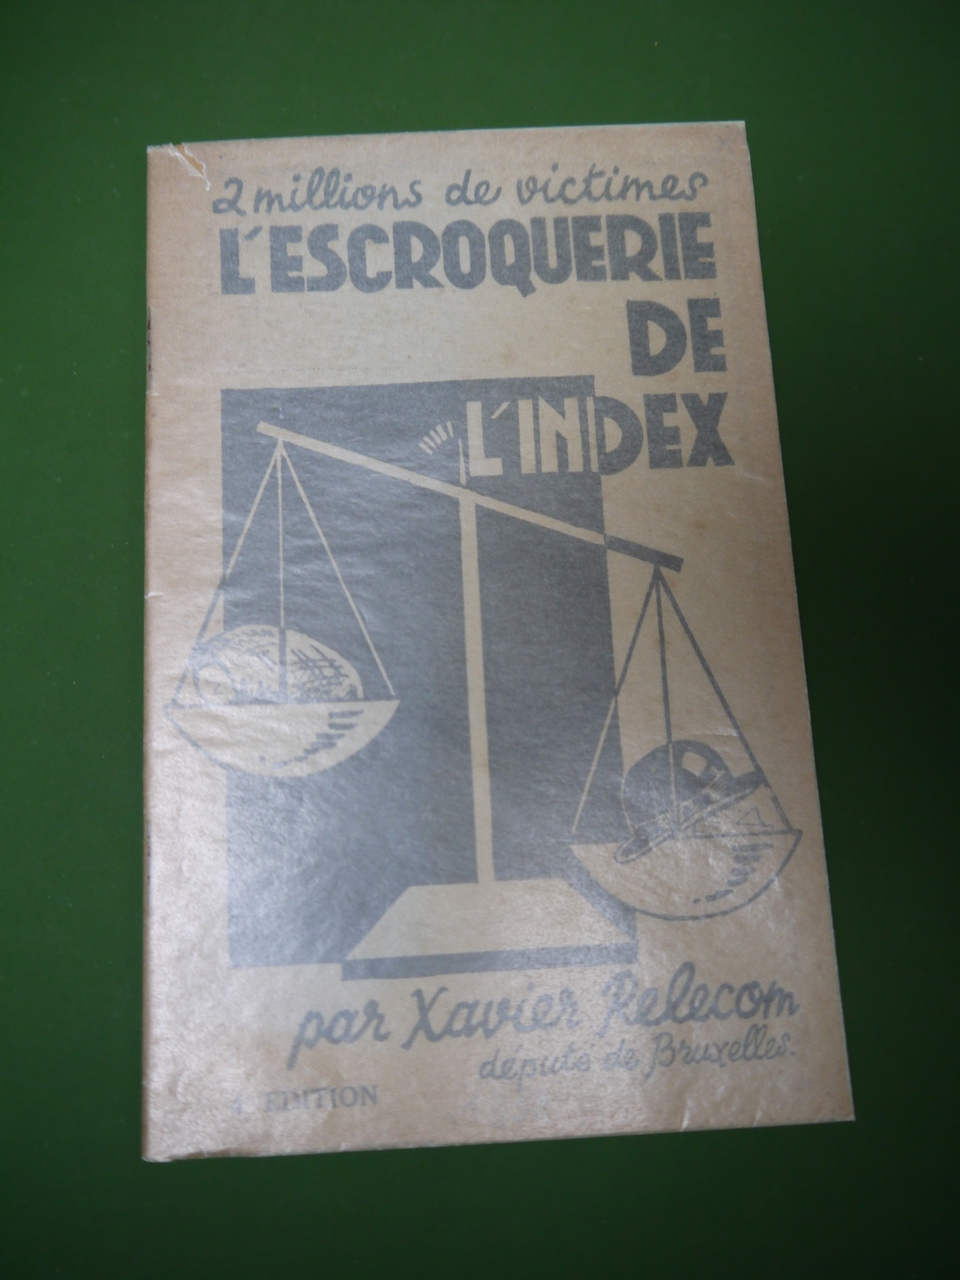 2 millions de victimes
L'ESCROQUERIE
DE
L'INDEX
par Xavier Relecom
député de Bruxelles.
EDITION